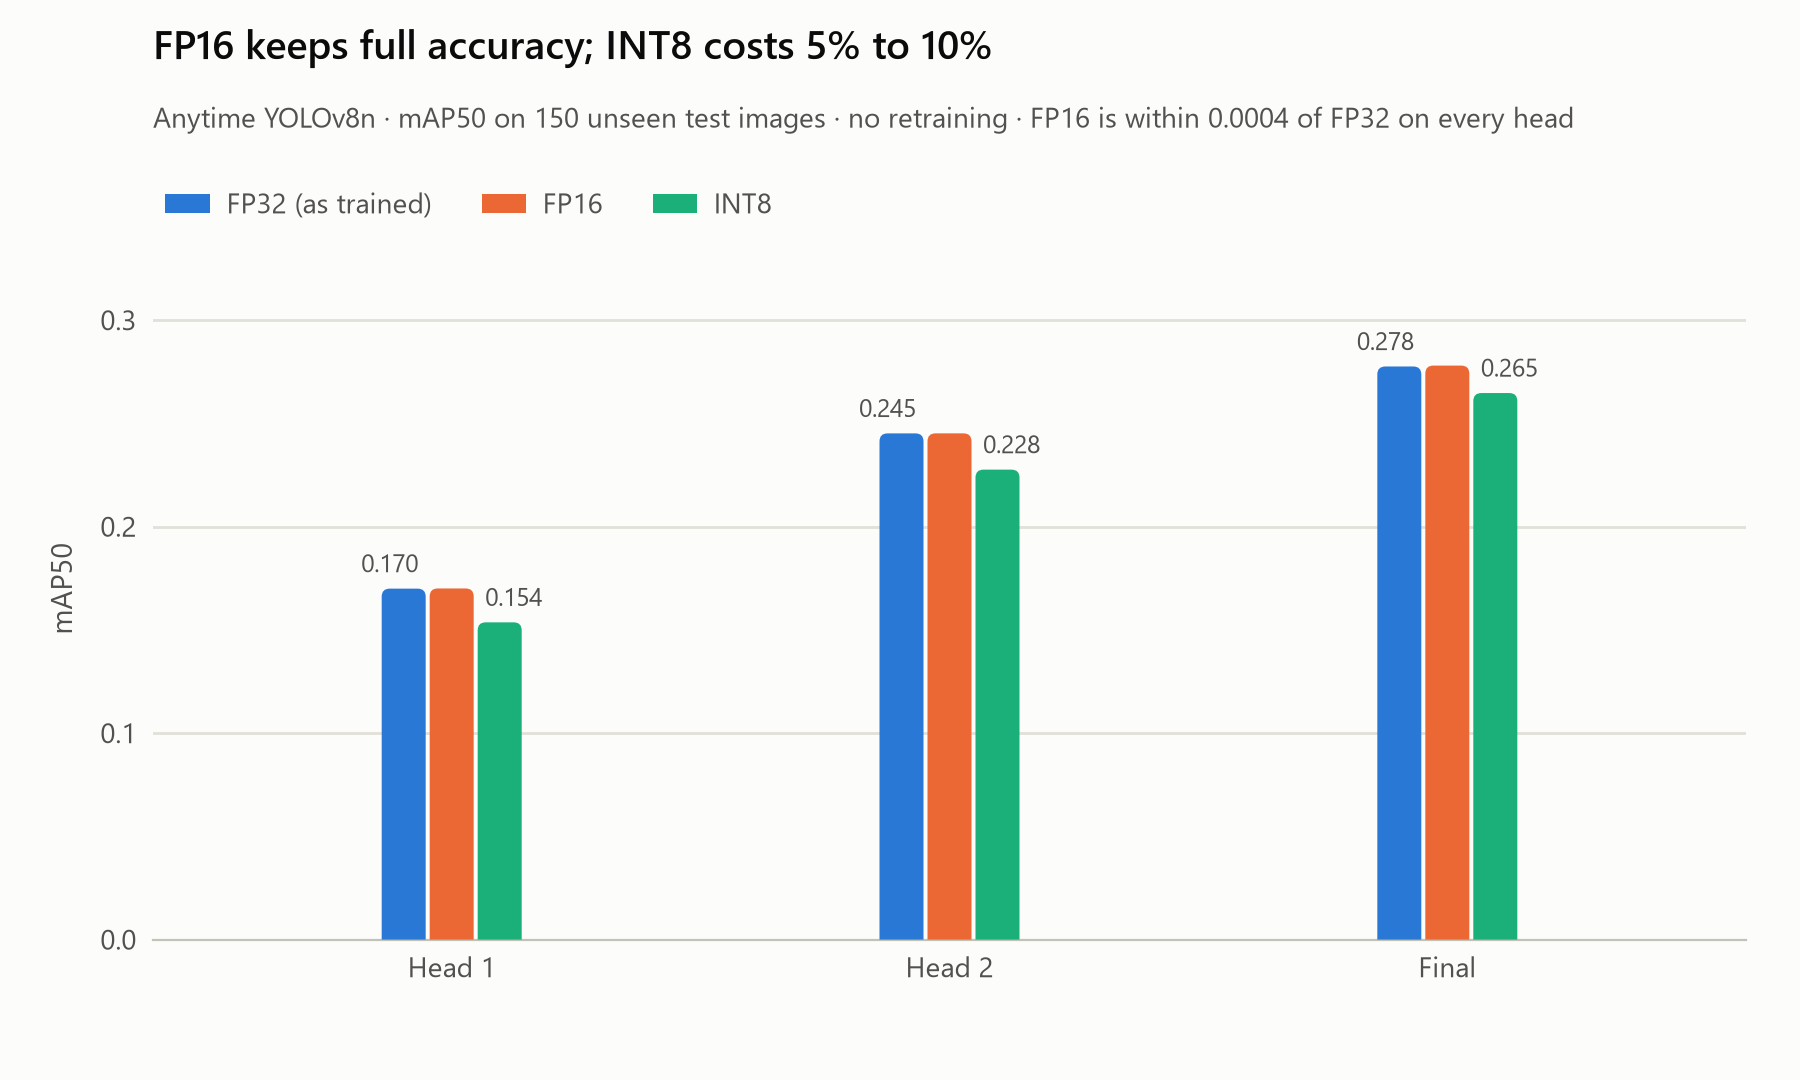 FP16 keeps full accuracy; INT8 costs 5% to 10%
Anytime YOLOv8n · mAP50 on 150 unseen test images · no retraining · FP16 is within 0.0004 of FP32 on every head
FP32 (as trained) FP16 INT8
0.3
0.278
0.265
0.245
0.228
0.2
0.170
0.154
mAP50
0.1
0.0
Head 1 Head 2 Final